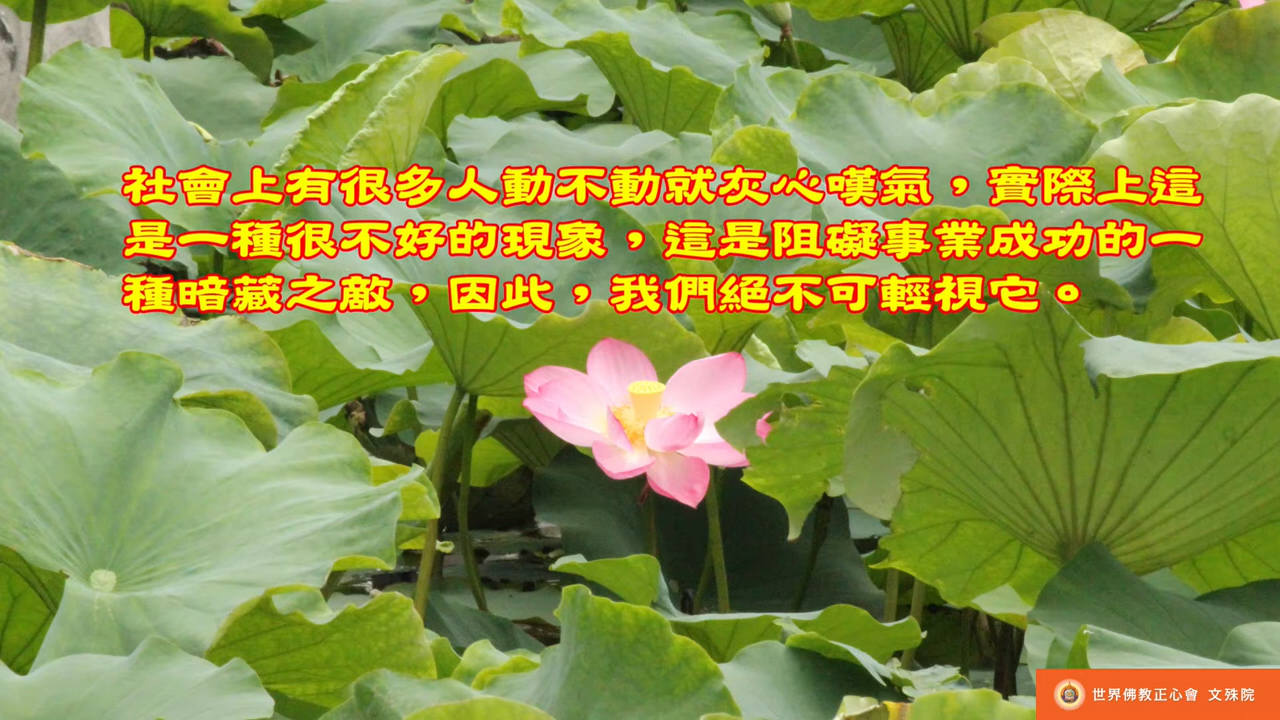 社會上有很多人動不動就灰心嘆氣，實際上這
是一種很不好的現象，這是阻礙事業成功的一
種暗藏之敵，因此，我們絕不可輕視它。
世界佛教正心會 文殊院